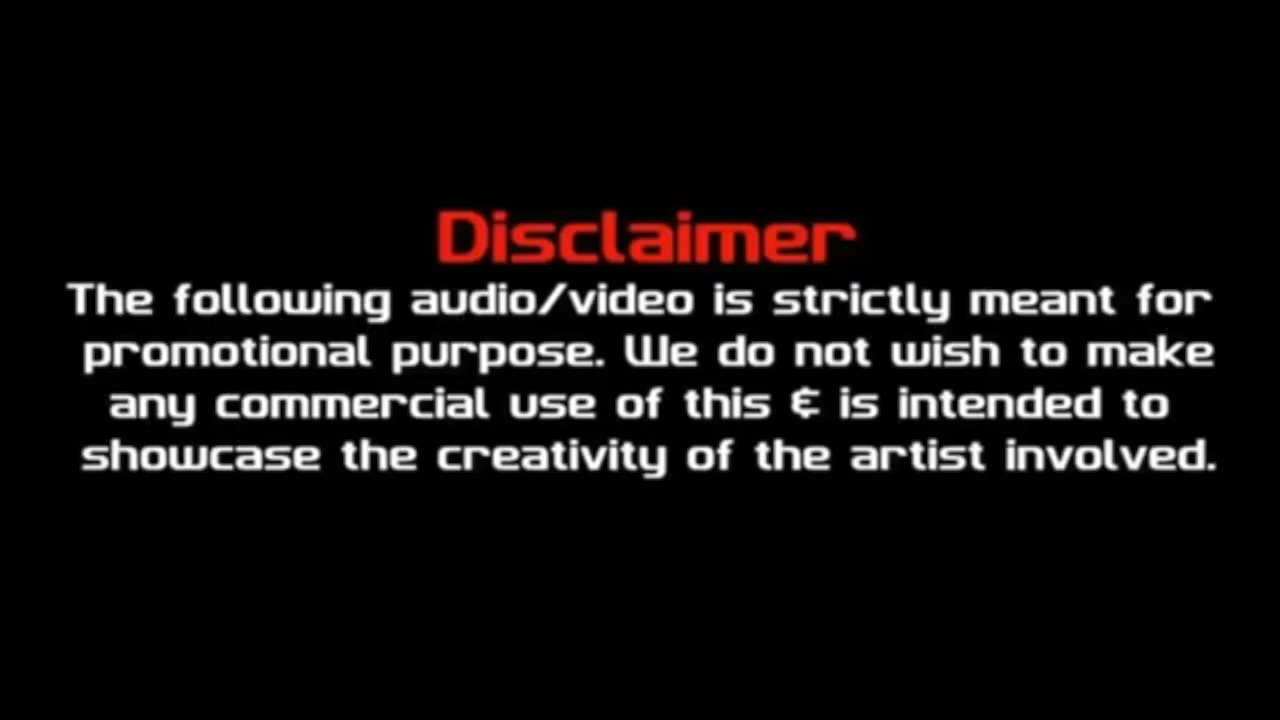 Disclaimer
The following audio/video is strictly meant for
promotional purpose. We do not wish to make
any commercial use of this & is intended to
showcase the creativity of the artist involved.